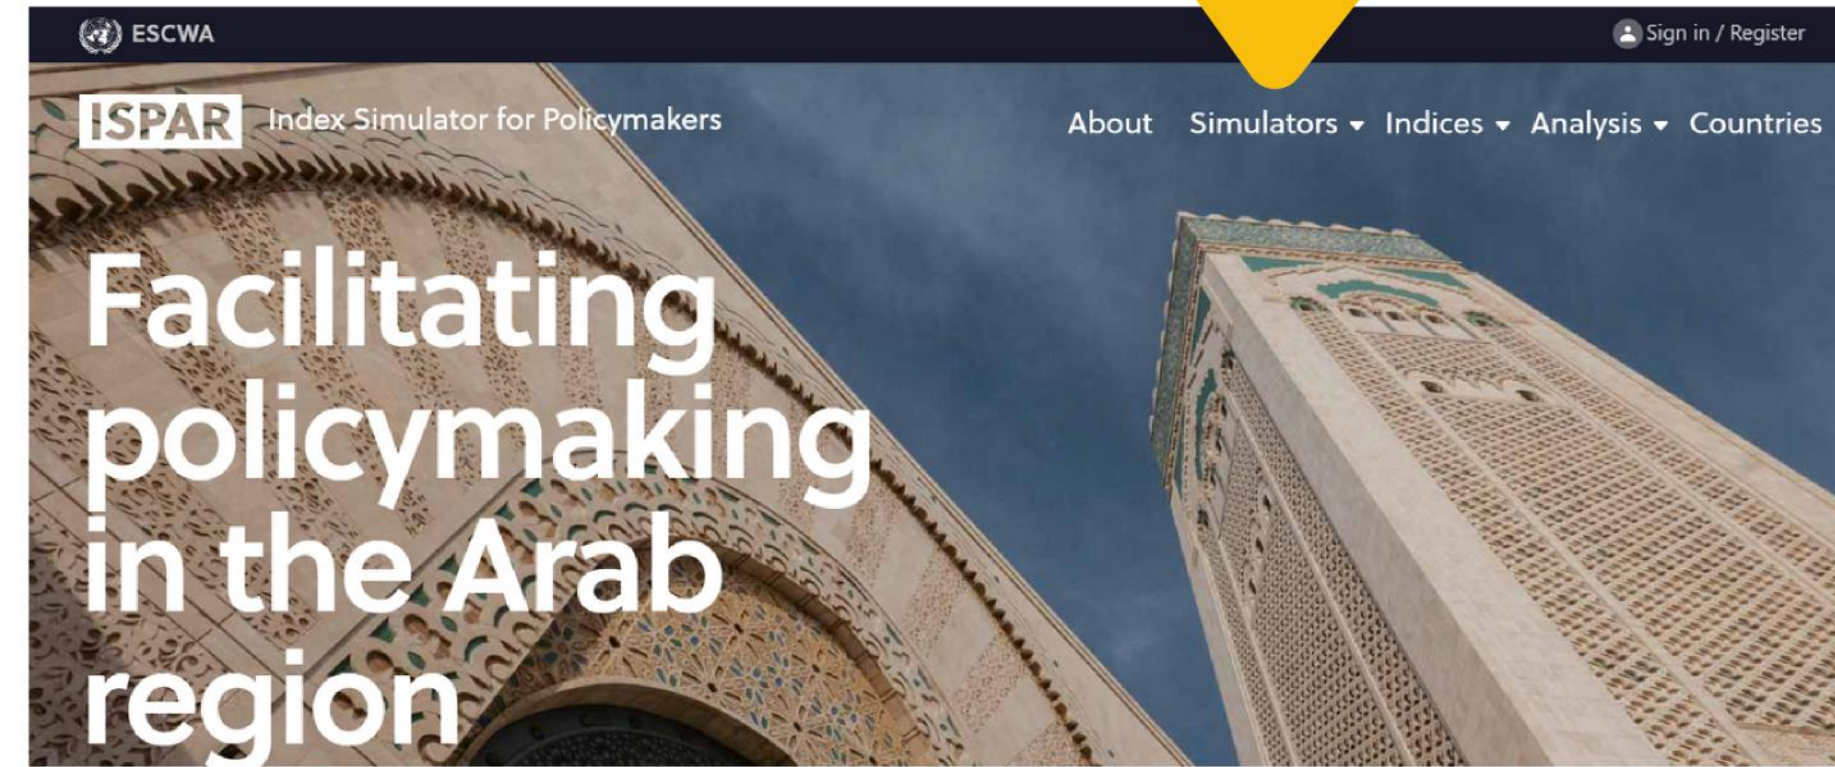 ESCWA
Sign in / Register
ISPAR Index Simulator for Policymakers
About Simulators Indices Analysis Countries
Facilitating
policymaking
in the Arab
region